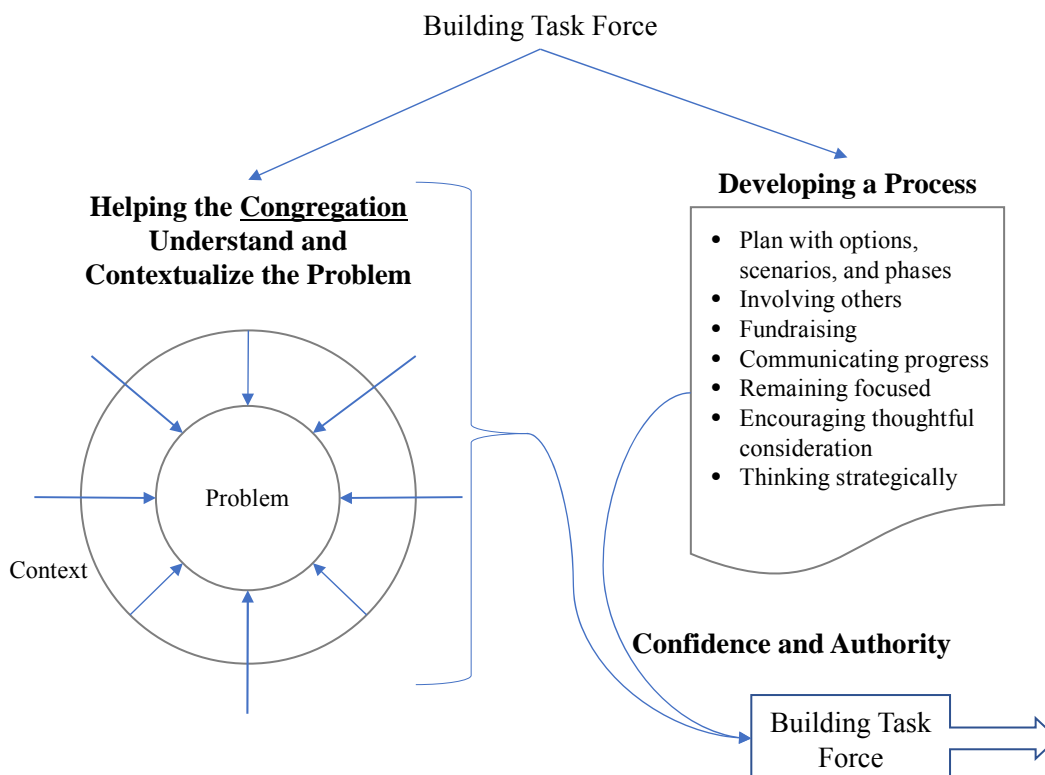 Building Task Force
Helping the Congregation
Understand and
Contextualize the Problem
Problem
Context
Developing a Process
• Plan with options,
scenarios, and phases
• Involving others
• Fundraising
• Communicating progress
• Remaining focused
• Encouraging thoughtful
consideration
• Thinking strategically
Confidence and Authority
Building Task
Force